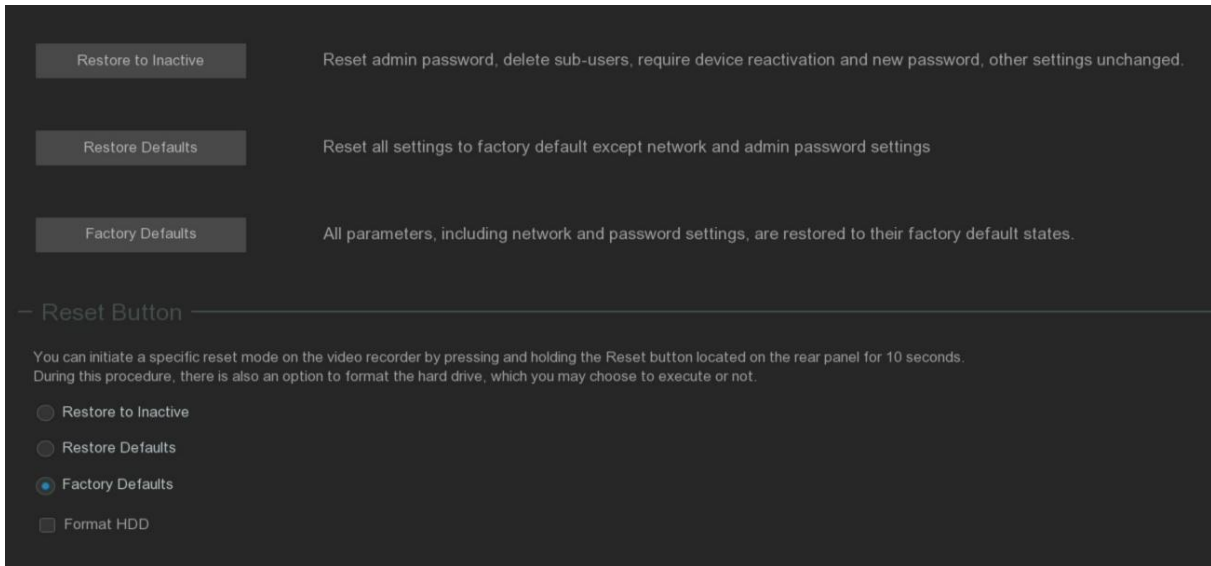 Restore to Inactive
Reset admin password, delete sub-users, require device reactivation and new password, other settings unchanged.
Restore Defaults
Reset all settings to factory default except network and admin password settings
Factory Defaults
All parameters, including network and password settings, are restored to their factory default states.
Reset Button
You can initiate a specific reset mode on the video recorder by pressing and holding the Reset button located on the rear panel for 10 seconds.
During this procedure, there is also an option to format the hard drive, which you may choose to execute or not.
Restore to Inactive
Restore Defaults
Factory Defaults
Format HDD